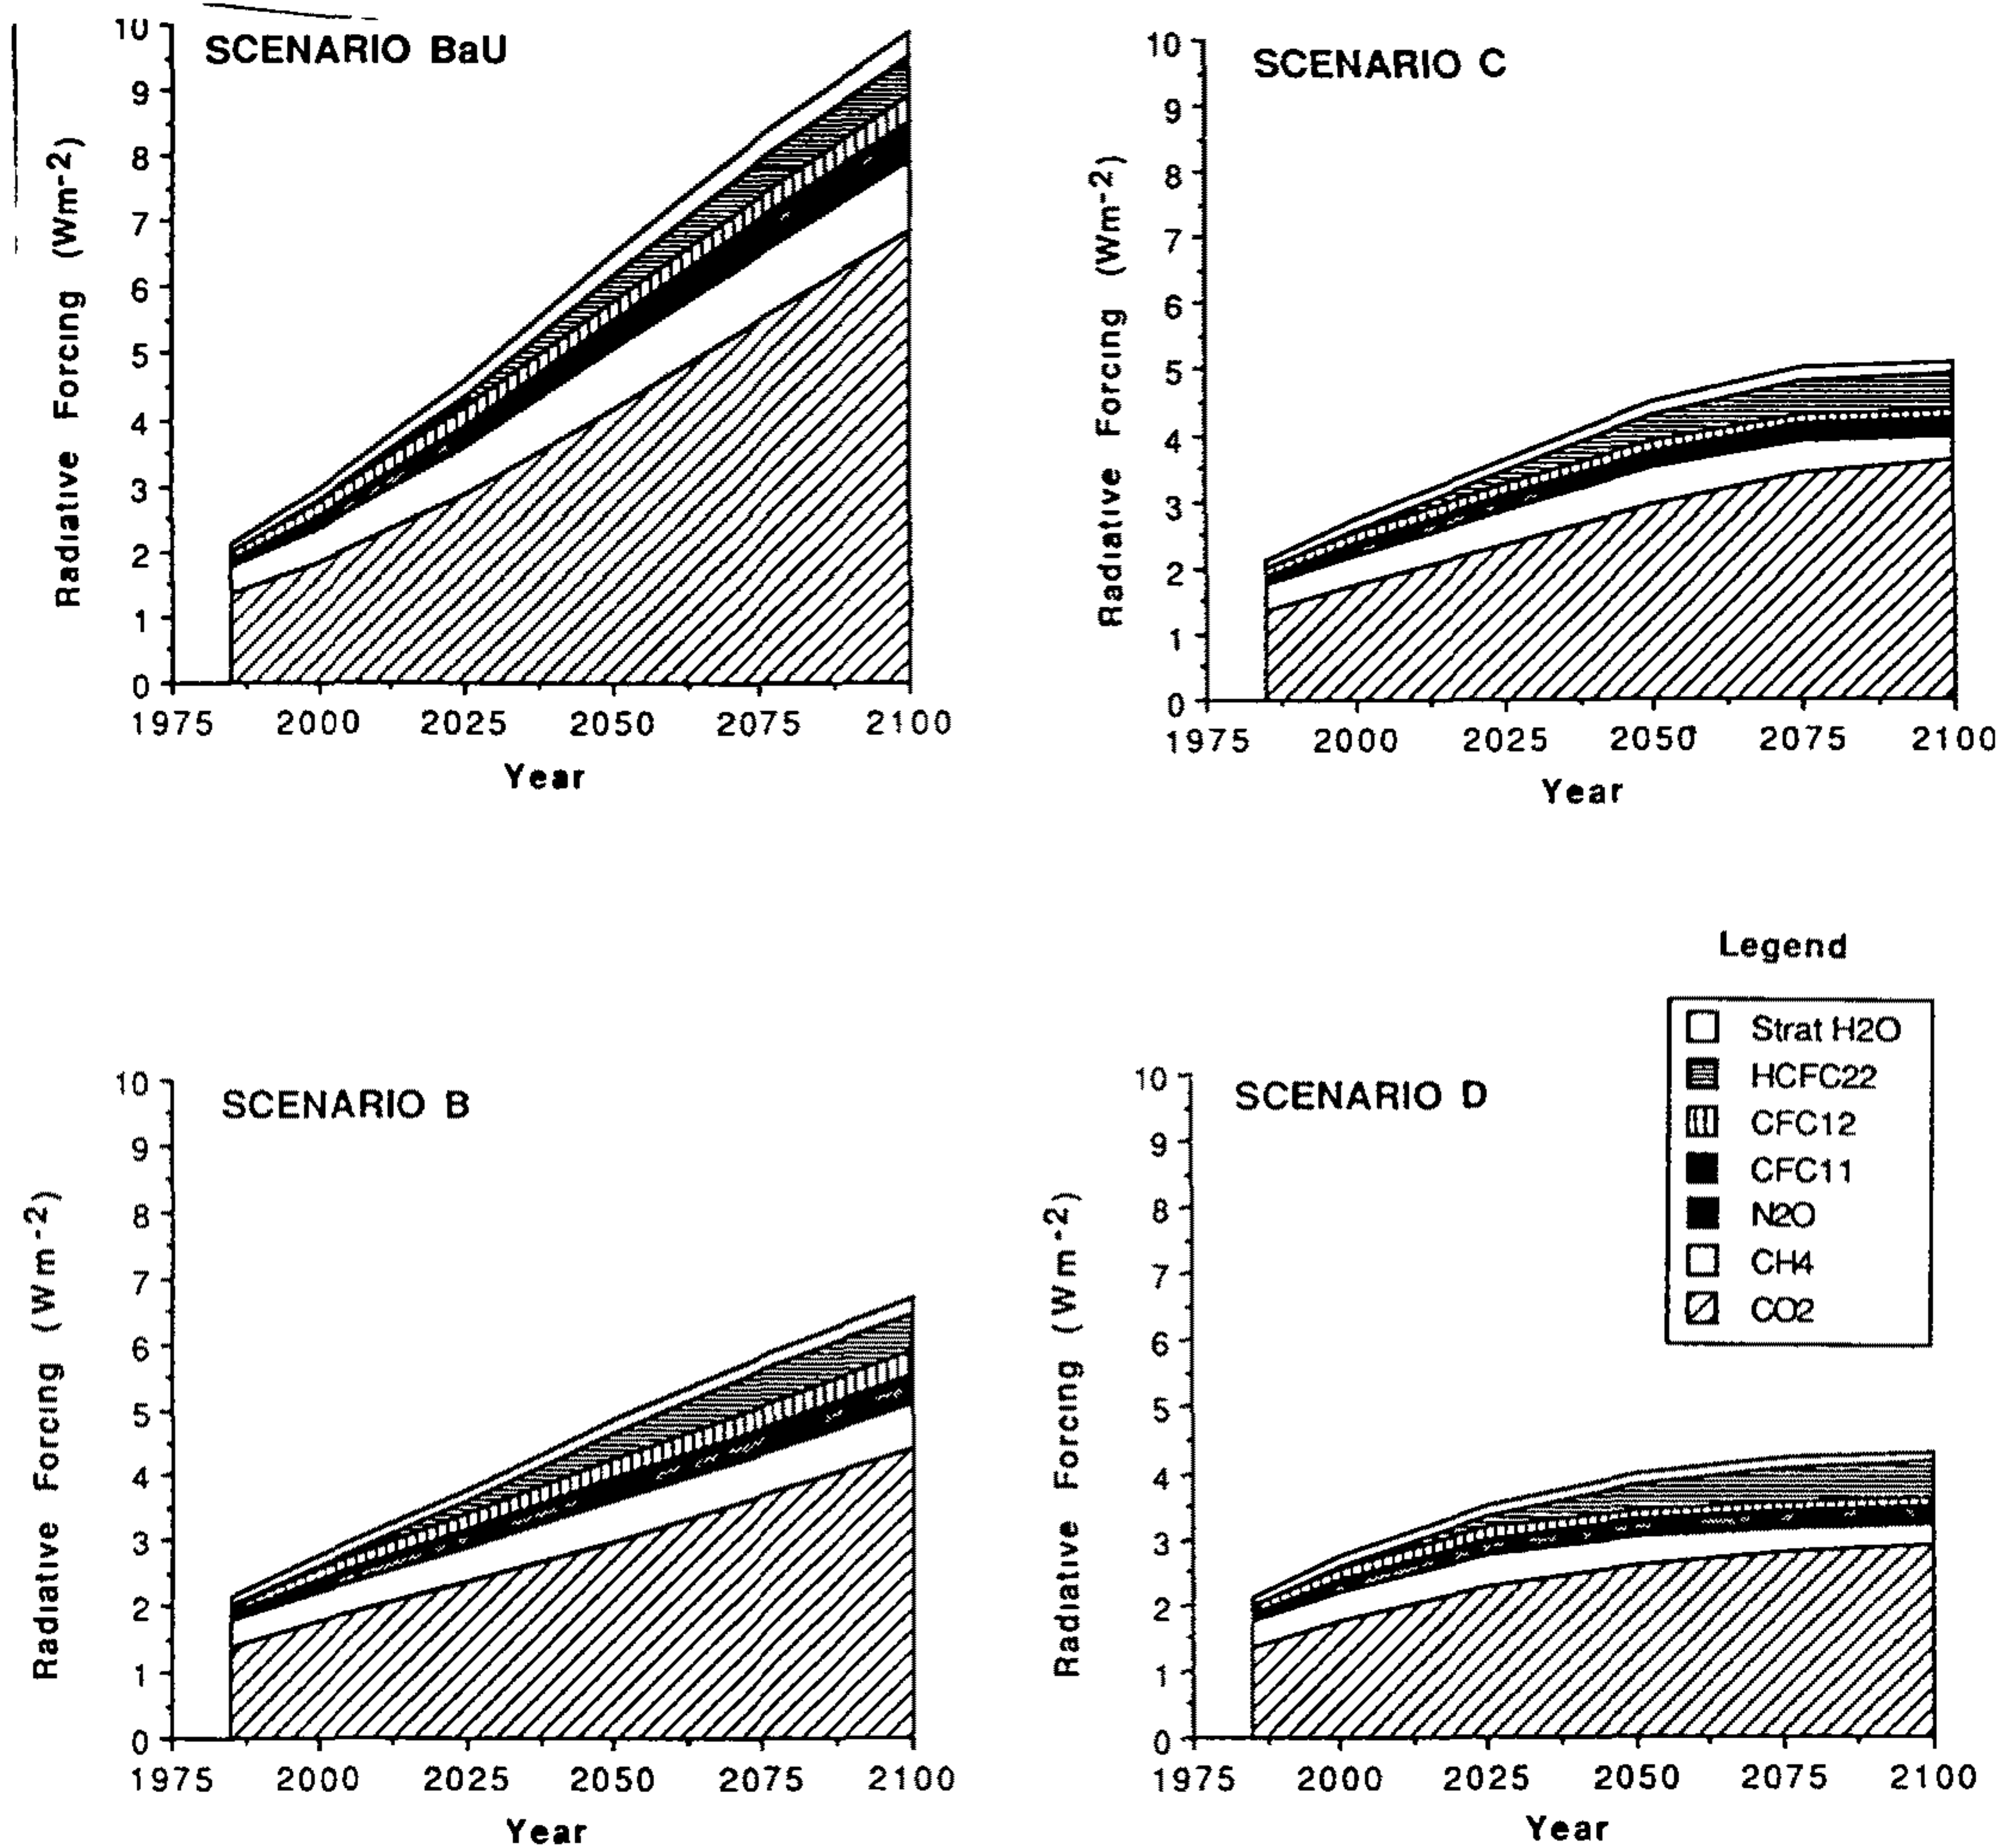 SCENARIO BaU
Radiative Forcing (Wm-2)
10
9
8
7
6
5
4
3
2
1
0
1975 2000 2025 2050 2075 2100
Year
SCENARIO C
Radiative Forcing (Wm-2)
10
9
8
7
6
5
4
3
2
1
0
1975 2000 2025 2050 2075 2100
Year
SCENARIO B
Radiative Forcing (Wm-2)
10
9
8
7
6
5
4
3
2
1
0
1975 2000 2025 2050 2075 2100
Year
SCENARIO D
Radiative Forcing (Wm-2)
10
9
8
7
6
5
4
3
2
1
0
1975 2000 2025 2050 2075 2100
Year
Legend
Strat H2O
HCFC22
CFC12
CFC11
N2O
CH4
CO2